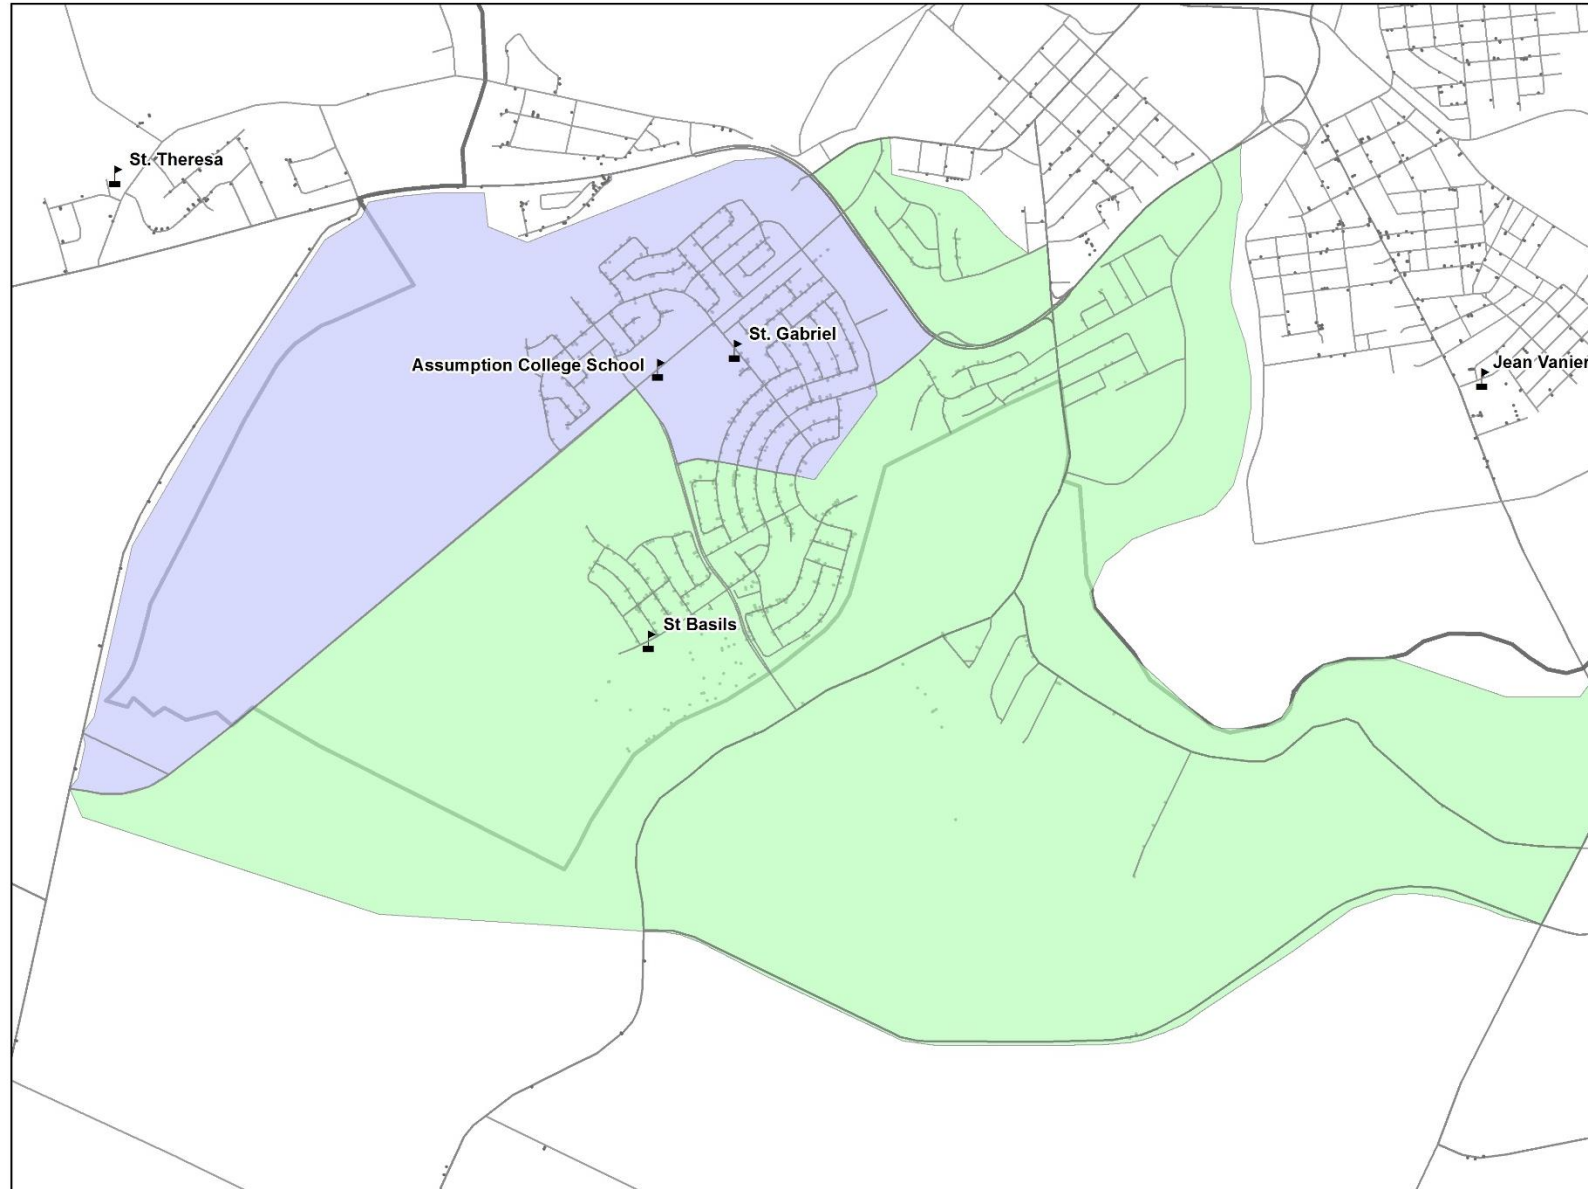 St. Theresa
St. Gabriel
Assumption College School
Jean Vanier
St Basils